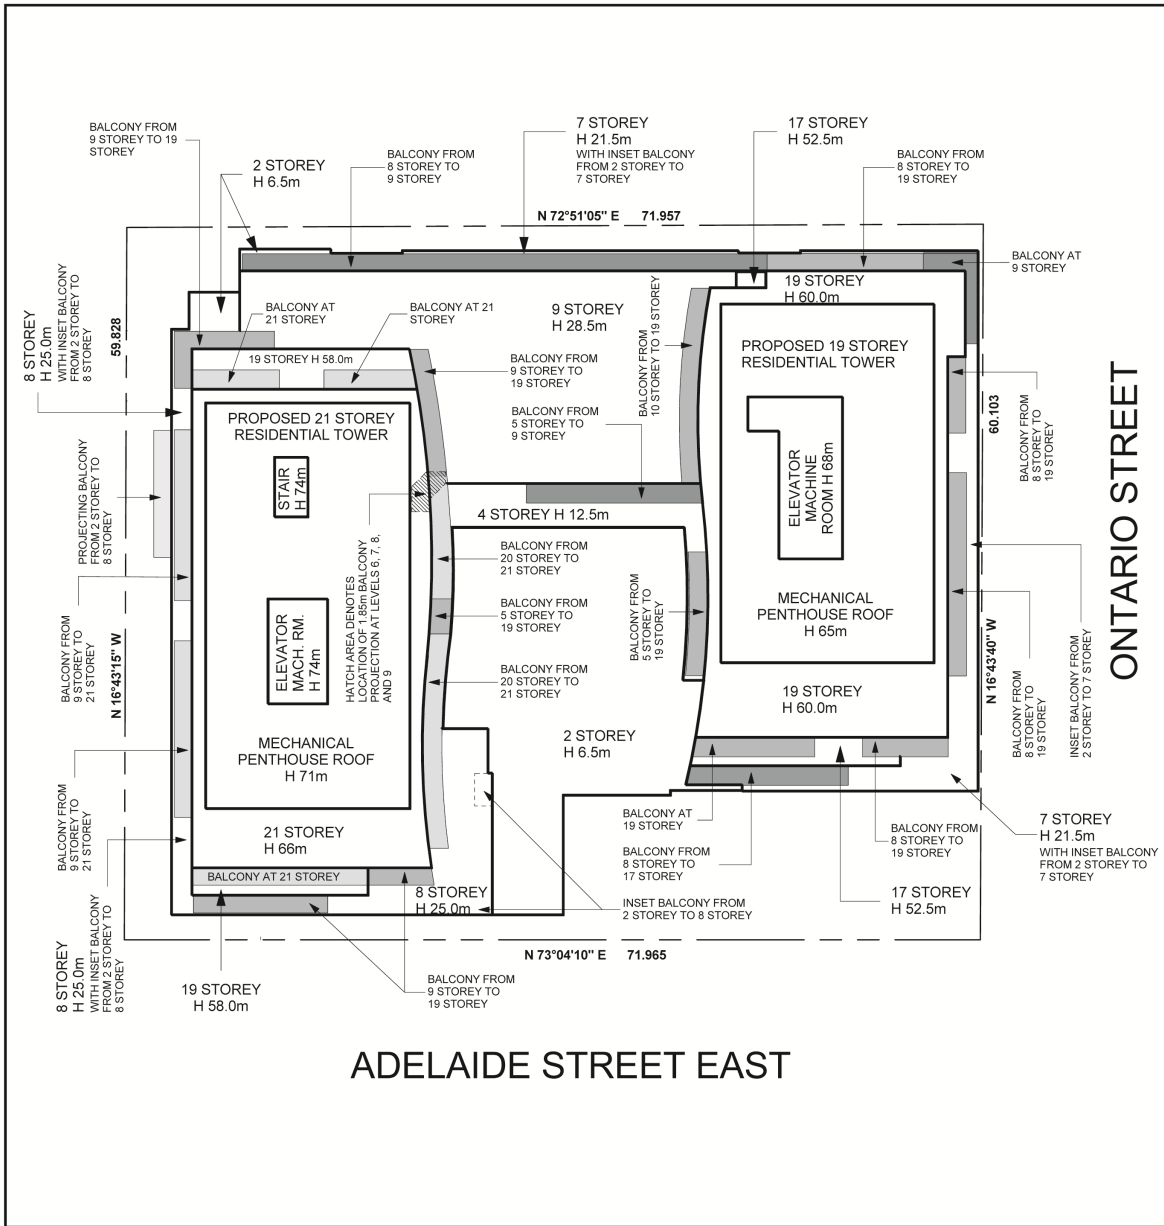 BALCONY FROM
9 STOREY TO 19
STOREY
2 STOREY
H 6.5m
BALCONY FROM
8 STOREY TO
9 STOREY
7 STOREY
H 21.5m
WITH INSET BALCONY
FROM 2 STOREY TO
7 STOREY
17 STOREY
H 52.5m
BALCONY FROM
8 STOREY TO
19 STOREY
N 72°51'05" E 71.957
BALCONY AT
9 STOREY
8 STOREY
H 25.0m
WITH INSET BALCONY
FROM 2 STOREY TO
8 STOREY
59.828
BALCONY AT
21 STOREY
BALCONY AT 21
STOREY
9 STOREY
H 28.5m
BALCONY FROM
10 STOREY TO 19 STOREY
19 STOREY
H 60.0m
19 STOREY H 58.0m
BALCONY FROM
9 STOREY TO
19 STOREY
PROPOSED 19 STOREY
RESIDENTIAL TOWER
PROPOSED 21 STOREY
RESIDENTIAL TOWER
BALCONY FROM
5 STOREY TO
9 STOREY
60.103
BALCONY FROM
8 STOREY TO
19 STOREY
ONTARIO STREET
PROJECTING BALCONY
FROM 2 STOREY TO
8 STOREY
STAIR
H 74m
ELEVATOR
MACHINE
ROOM H 68m
4 STOREY H 12.5m
HATCH AREA DENOTES
LOCATION OF 1.85m BALCONY
PROJECTION AT LEVELS 6, 7, 8,
AND 9
BALCONY FROM
20 STOREY TO
21 STOREY
BALCONY FROM
5 STOREY TO
19 STOREY
BALCONY FROM
5 STOREY TO
19 STOREY
MECHANICAL
PENTHOUSE ROOF
H 65m
BALCONY FROM
9 STOREY TO
21 STOREY
N 16°43'15" W
ELEVATOR
MACH. RM.
H 74m
BALCONY FROM
20 STOREY TO
21 STOREY
N 16°43'40" W
BALCONY FROM
8 STOREY TO
19 STOREY
INSET BALCONY FROM
2 STOREY TO 7 STOREY
19 STOREY
H 60.0m
MECHANICAL
PENTHOUSE ROOF
H 71m
2 STOREY
H 6.5m
BALCONY FROM
9 STOREY TO
21 STOREY
21 STOREY
H 66m
BALCONY AT
19 STOREY
BALCONY FROM
8 STOREY TO
17 STOREY
BALCONY FROM
8 STOREY TO
19 STOREY
7 STOREY
H 21.5m
WITH INSET BALCONY
FROM 2 STOREY TO
7 STOREY
BALCONY AT 21 STOREY
8 STOREY
H 25.0m
INSET BALCONY FROM
2 STOREY TO 8 STOREY
17 STOREY
H 52.5m
8 STOREY
H 25.0m
WITH INSET BALCONY
FROM 2 STOREY TO
8 STOREY
N 73°04'10" E 71.965
19 STOREY
H 58.0m
BALCONY FROM
9 STOREY TO
19 STOREY
ADELAIDE STREET EAST